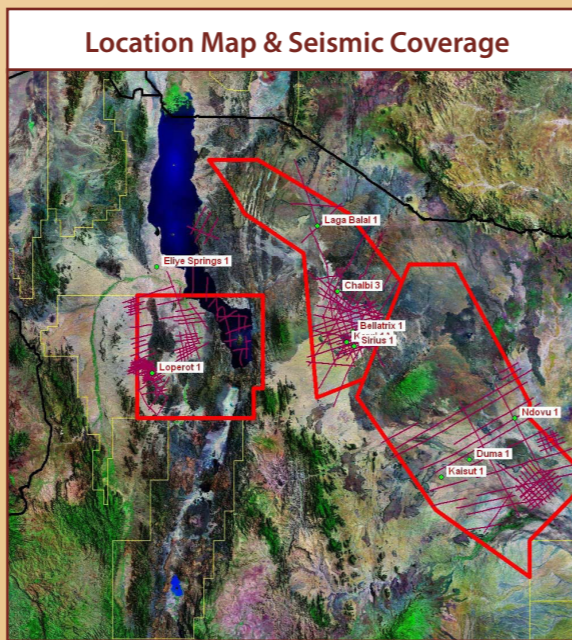 Location Map & Seismic Coverage
Laga Balal 1
Eliye Springs 1
Chalbi 3
Bellatrix 1
Sirius 1
Loperot 1
Ndovu 1
Duma 1
Kaisut 1